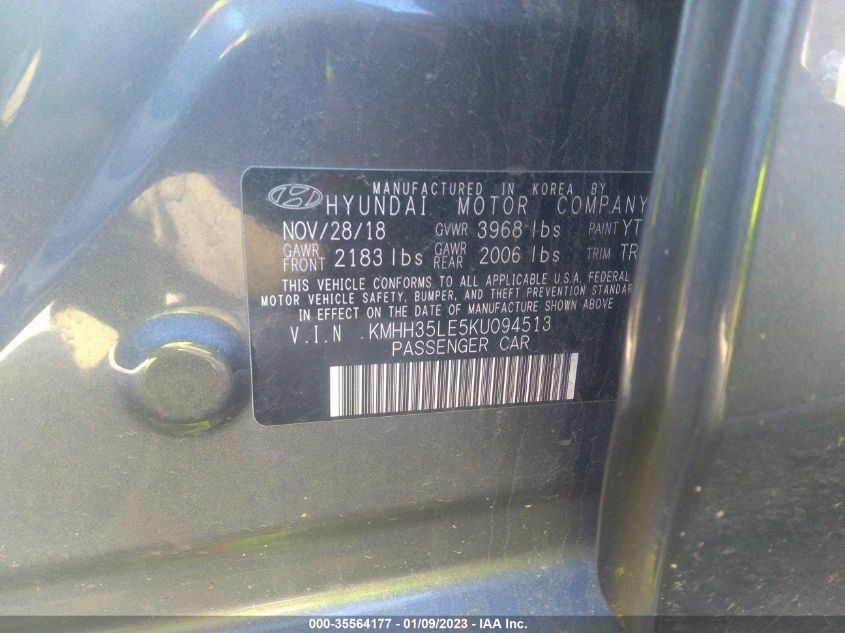 MANUFACTURED IN KOREA BY
HYUNDAI MOTOR COMPANY
NOV/28/18 GVWR 3968 lbs PAINT YT
GAWR FRONT 2183 lbs GAWR REAR 2006 lbs TRIM TR
THIS VEHICLE CONFORMS TO ALL APPLICABLE U.S.A. FEDERAL
MOTOR VEHICLE SAFETY, BUMPER, AND THEFT PREVENTION STANDAR
IN EFFECT ON THE DATE OF MANUFACTURE SHOWN ABOVE
V.I.N KMHH35LE5KU094513
PASSENGER CAR
000-35564177 - 01/09/2023 - IAA Inc.